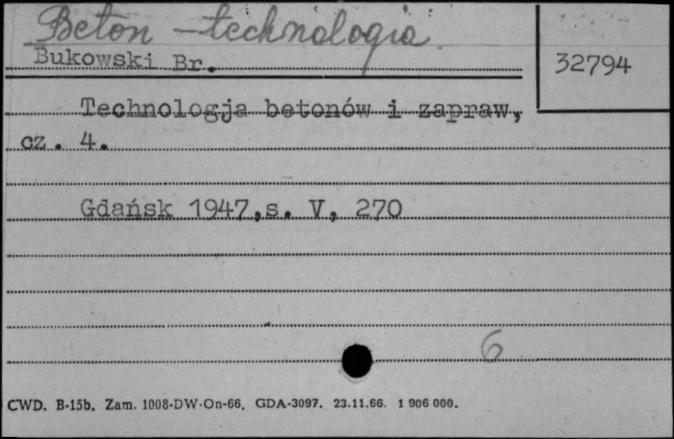 Beton - technologia
Bukowski Br.
32794
Technologja betonów i zapraw,
cz. 4.
Gdańsk 1947,s. V, 270
6
CWD. B-15b. Zam. 1008-DW-On-66. GDA-3097. 23.11.66. 1 906 000.